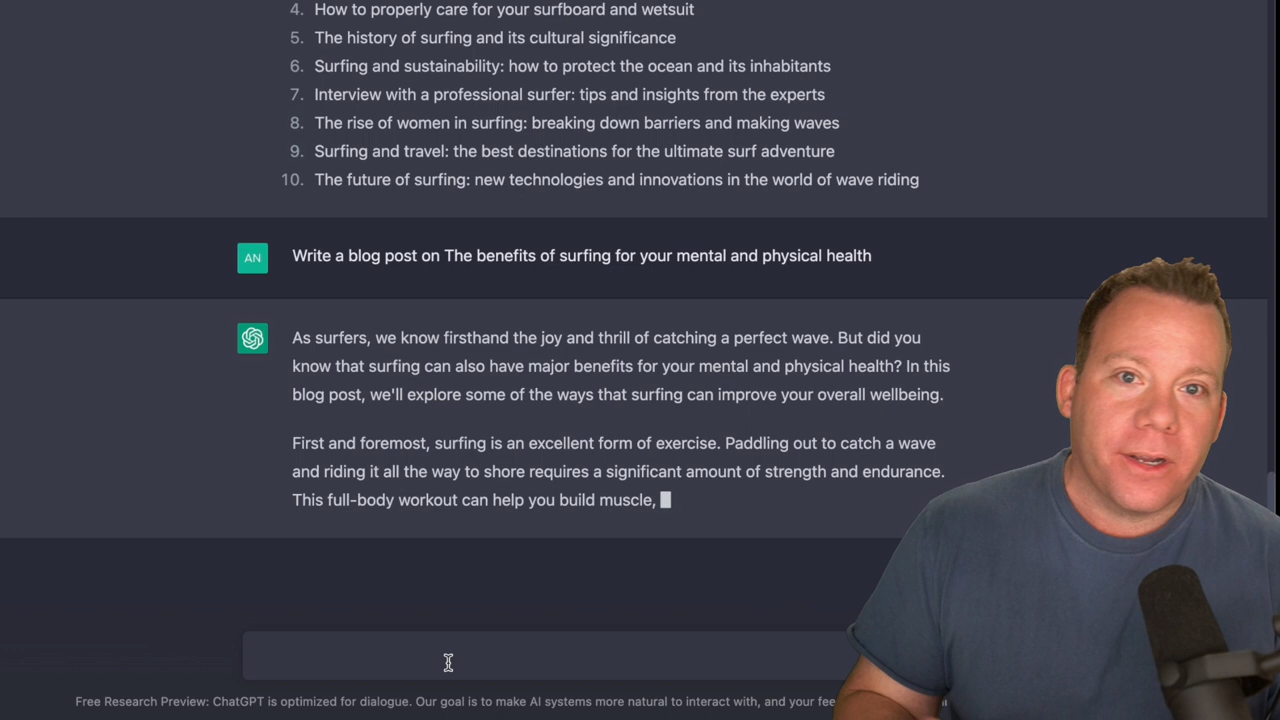 4. How to properly care for your surfboard and wetsuit
5. The history of surfing and its cultural significance
6. Surfing and sustainability: how to protect the ocean and its inhabitants
7. Interview with a professional surfer: tips and insights from the experts
8. The rise of women in surfing: breaking down barriers and making waves
9. Surfing and travel: the best destinations for the ultimate surf adventure
10. The future of surfing: new technologies and innovations in the world of wave riding
AN
Write a blog post on The benefits of surfing for your mental and physical health
As surfers, we know firsthand the joy and thrill of catching a perfect wave. But did you
know that surfing can also have major benefits for your mental and physical health? In this
blog post, we'll explore some of the ways that surfing can improve your overall wellbeing.
First and foremost, surfing is an excellent form of exercise. Paddling out to catch a wave
and riding it all the way to shore requires a significant amount of strength and endurance.
This full-body workout can help you build muscle,
Free Research Preview: ChatGPT is optimized for dialogue. Our goal is to make AI systems more natural to interact with, and your